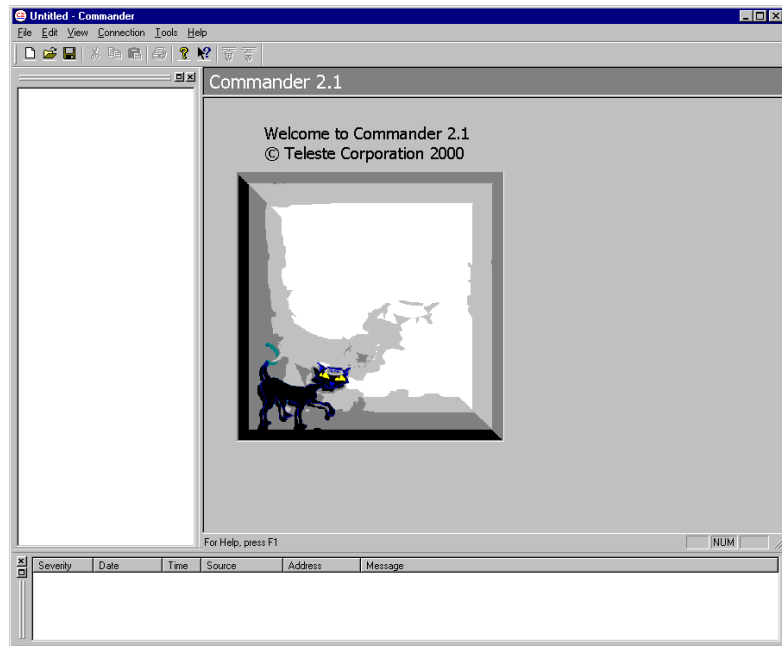 Untitled - Commander
File Edit View Connection Tools Help
Commander 2.1
Welcome to Commander 2.1
© Teleste Corporation 2000
For Help, press F1
NUM
Severity Date Time Source Address Message